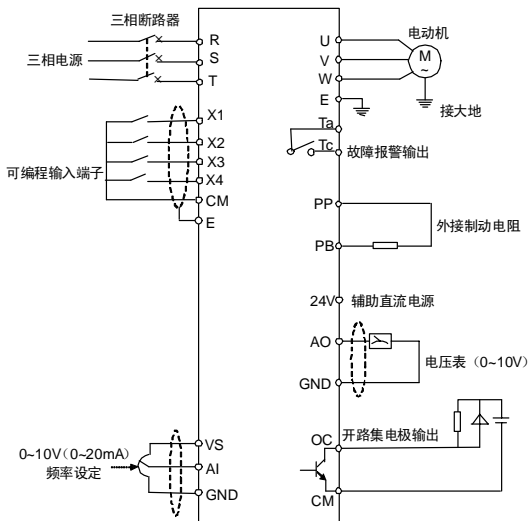 三相断路器
三相电源
R
S
T
X1
X2
X3
X4
CM
E
可编程输入端子
0~10V(0~20mA)
频率设定
VS
AI
GND
U
V
W
E
电动机
M
~
接大地
Ta
Tc
故障报警输出
PP
PB
外接制动电阻
24V
辅助直流电源
AO
GND
电压表（0~10V）
OC
开路集电极输出
CM